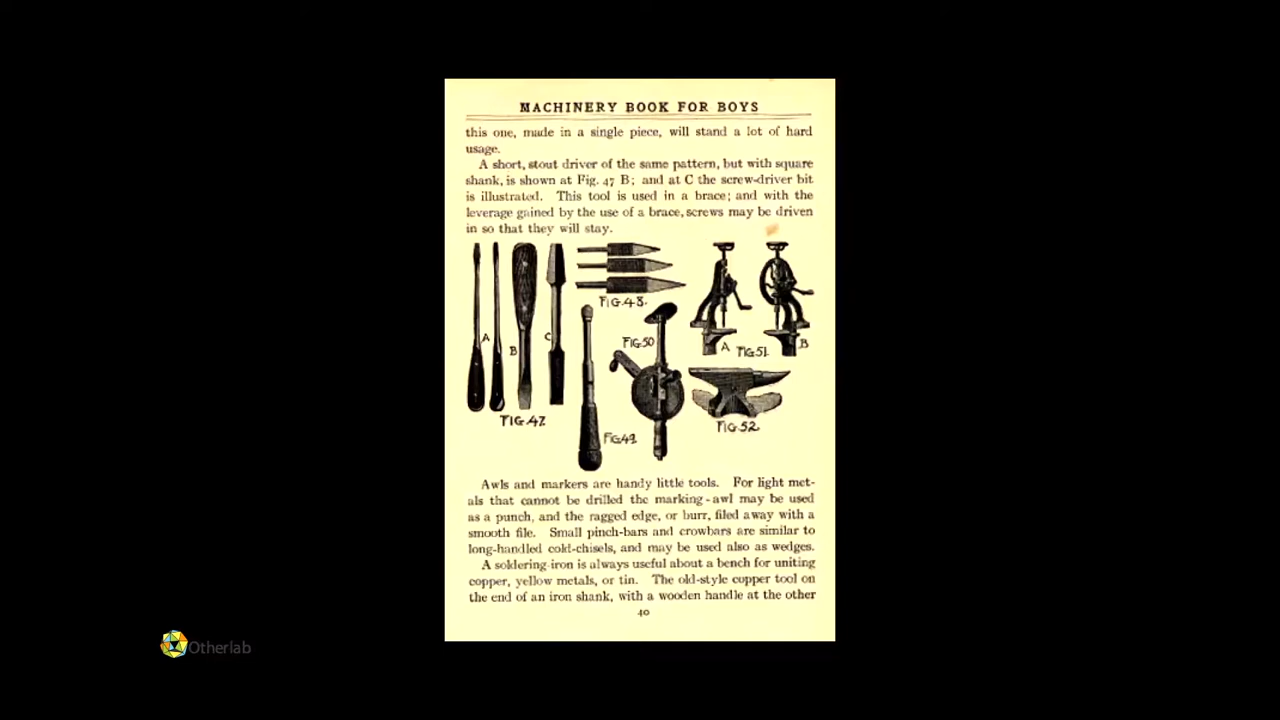 MACHINERY BOOK FOR BOYS
this one, made in a single piece, will stand a lot of hard
usage.
A short, stout driver of the same pattern, but with square
shank, is shown at Fig. 47 B; and at C the screw-driver bit
is illustrated. This tool is used in a brace; and with the
leverage gained by the use of a brace, screws may be driven
in so that they will stay.
A
B
C
FIG.47.
FIG.48.
FIG.49.
FIG.50
A
FIG.51.
B
FIG.52.
Awls and markers are handy little tools. For light met-
als that cannot be drilled the marking-awl may be used
as a punch, and the ragged edge, or burr, filed away with a
smooth file. Small pinch-bars and crowbars are similar to
long-handled cold-chisels, and may be used also as wedges.
A soldering-iron is always useful about a bench for uniting
copper, yellow metals, or tin. The old-style copper tool on
the end of an iron shank, with a wooden handle at the other
40
Otherlab